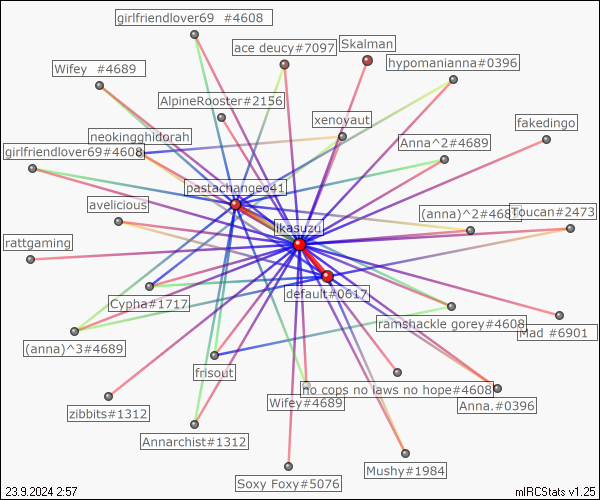 girlfriendlover69  #4608
ace deucy#7097
Skalman
Wifey  #4689
hypomanianna#0396
AlpineRooster#2156
xenoyaut
fakedingo
neokingghidorah
Anna^2#4689
girlfriendlover69#4608
pastachangeo41
avelicious
(anna)^2#4689
Toucan#2473
ikasuzu
rattgaming
default#0617
Cypha#1717
ramshackle gorey#4608
Mad #6901
(anna)^3#4689
frisout
no cops no laws no hope#4608
zibbits#1312
Wifey#4689
Anna.#0396
Annarchist#1312
Mushy#1984
Soxy Foxy#5076
23.9.2024 2:57
mIRCStats v1.25